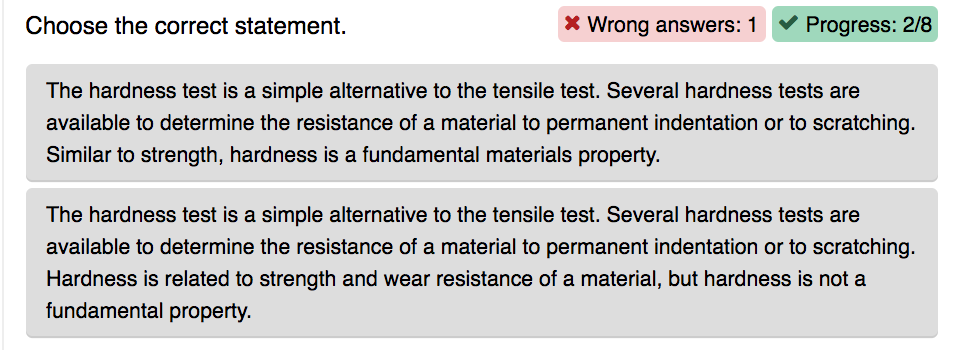 Choose the correct statement.
Wrong answers: 1
Progress: 2/8
The hardness test is a simple alternative to the tensile test. Several hardness tests are
available to determine the resistance of a material to permanent indentation or to scratching.
Similar to strength, hardness is a fundamental materials property.
The hardness test is a simple alternative to the tensile test. Several hardness tests are
available to determine the resistance of a material to permanent indentation or to scratching.
Hardness is related to strength and wear resistance of a material, but hardness is not a
fundamental property.